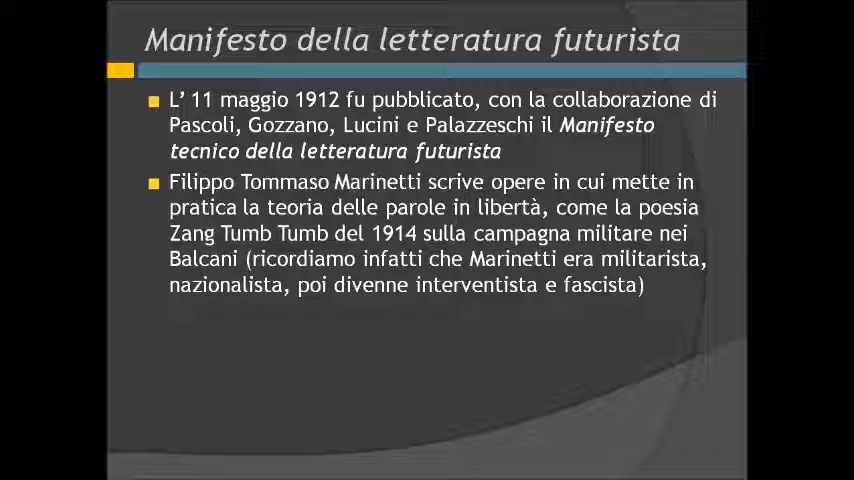 Manifesto della letteratura futurista
L’ 11 maggio 1912 fu pubblicato, con la collaborazione di
Pascoli, Gozzano, Lucini e Palazzeschi il Manifesto
tecnico della letteratura futurista
Filippo Tommaso Marinetti scrive opere in cui mette in
pratica la teoria delle parole in libertà, come la poesia
Zang Tumb Tumb del 1914 sulla campagna militare nei
Balcani (ricordiamo infatti che Marinetti era militarista,
nazionalista, poi divenne interventista e fascista)